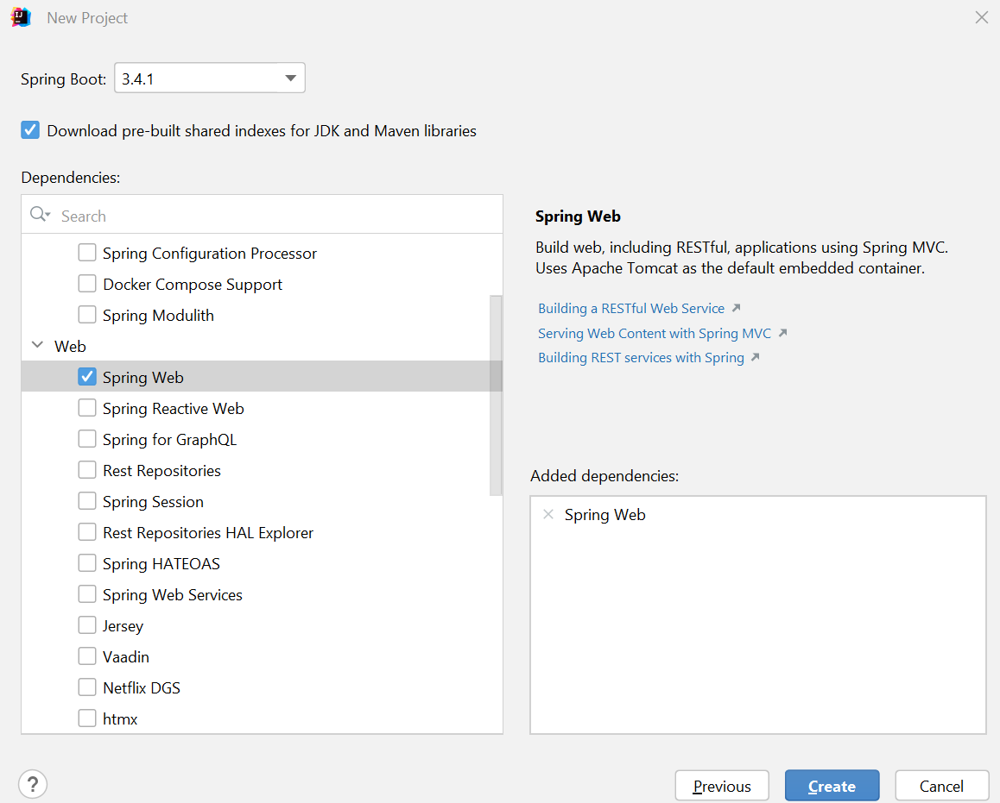 New Project
Spring Boot: 3.4.1
Download pre-built shared indexes for JDK and Maven libraries
Dependencies:
Search
Spring Configuration Processor
Docker Compose Support
Spring Modulith
Web
Spring Web
Spring Reactive Web
Spring for GraphQL
Rest Repositories
Spring Session
Rest Repositories HAL Explorer
Spring HATEOAS
Spring Web Services
Jersey
Vaadin
Netflix DGS
htmx
Spring Web
Build web, including RESTful, applications using Spring MVC.
Uses Apache Tomcat as the default embedded container.
Building a RESTful Web Service
Serving Web Content with Spring MVC
Building REST services with Spring
Added dependencies:
Spring Web
?
Previous
Create
Cancel